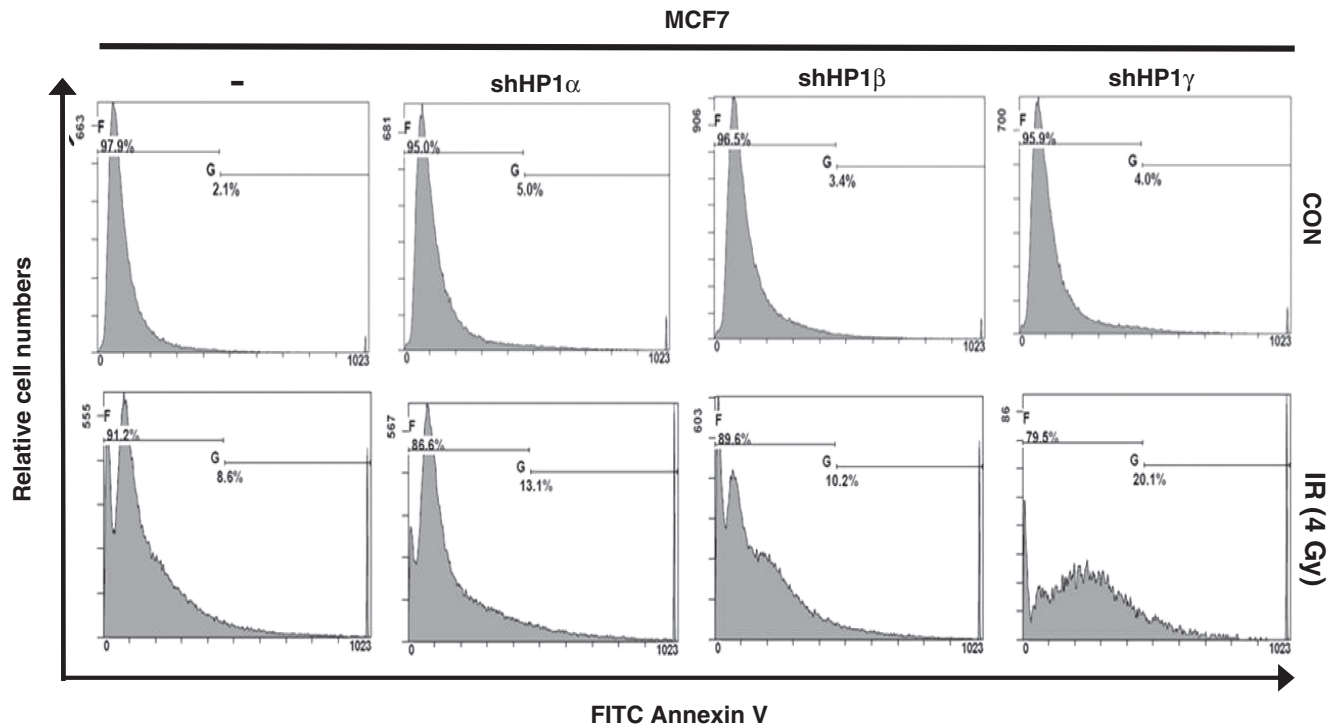 MCF7
– shHP1α shHP1β shHP1γ
663
F
97.9%
G
2.1%
0 1023
681
F
95.0%
G
5.0%
0 1023
906
F
96.5%
G
3.4%
0 1023
700
F
95.9%
G
4.0%
0 1023
CON
555
F
91.2%
G
8.6%
0 1023
567
F
86.6%
G
13.1%
0 1023
603
F
89.6%
G
10.2%
0 1023
86
F
79.5%
G
20.1%
0 1023
IR (4 Gy)
Relative cell numbers
FITC Annexin V